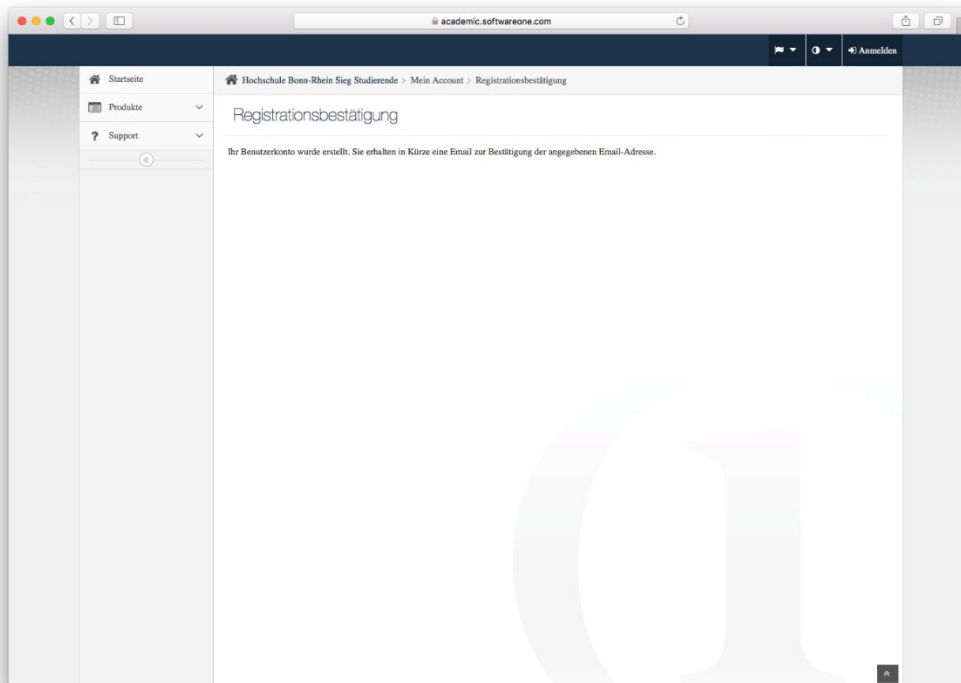 academic.softwareone.com
Anmelden
Startseite
Produkte
Support
Hochschule Bonn-Rhein Sieg Studierende > Mein Account > Registrationsbestätigung
Registrationsbestätigung
Ihr Benutzerkonto wurde erstellt. Sie erhalten in Kürze eine Email zur Bestätigung der angegebenen Email-Adresse.